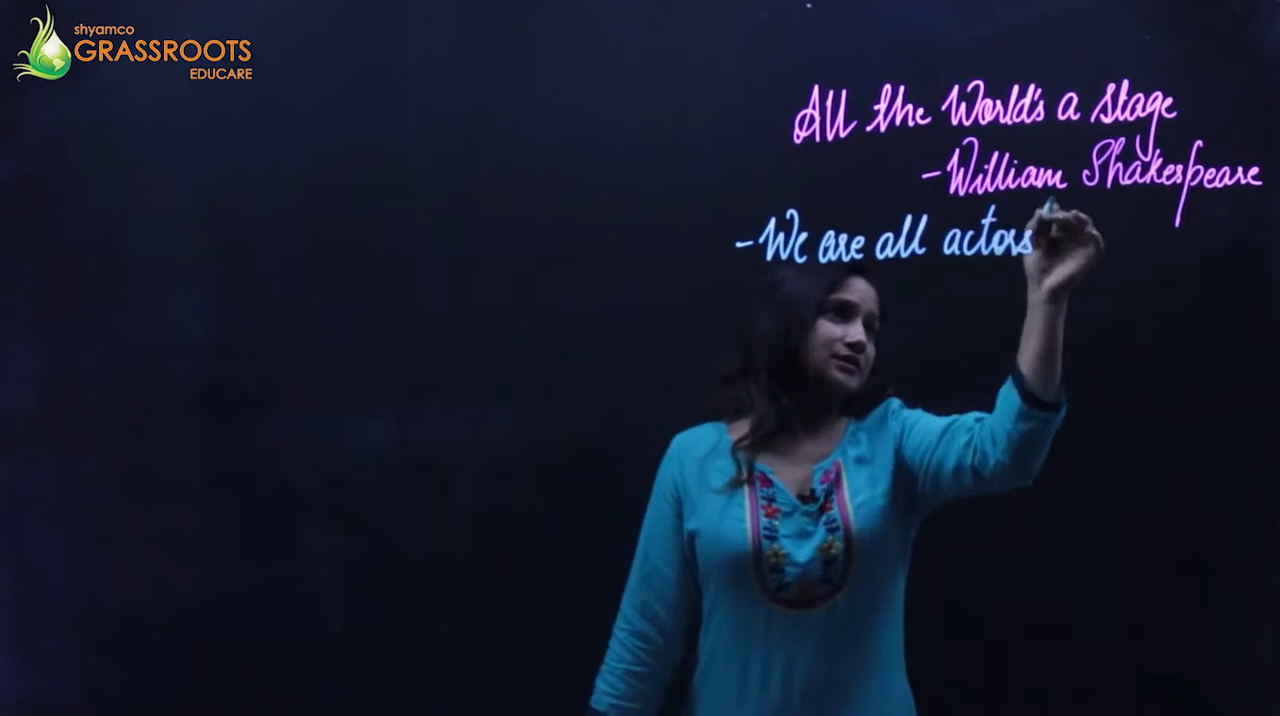 shyamco
GRASSROOTS
EDUCARE
All the World's a stage
-William Shakespeare
-We are all actors